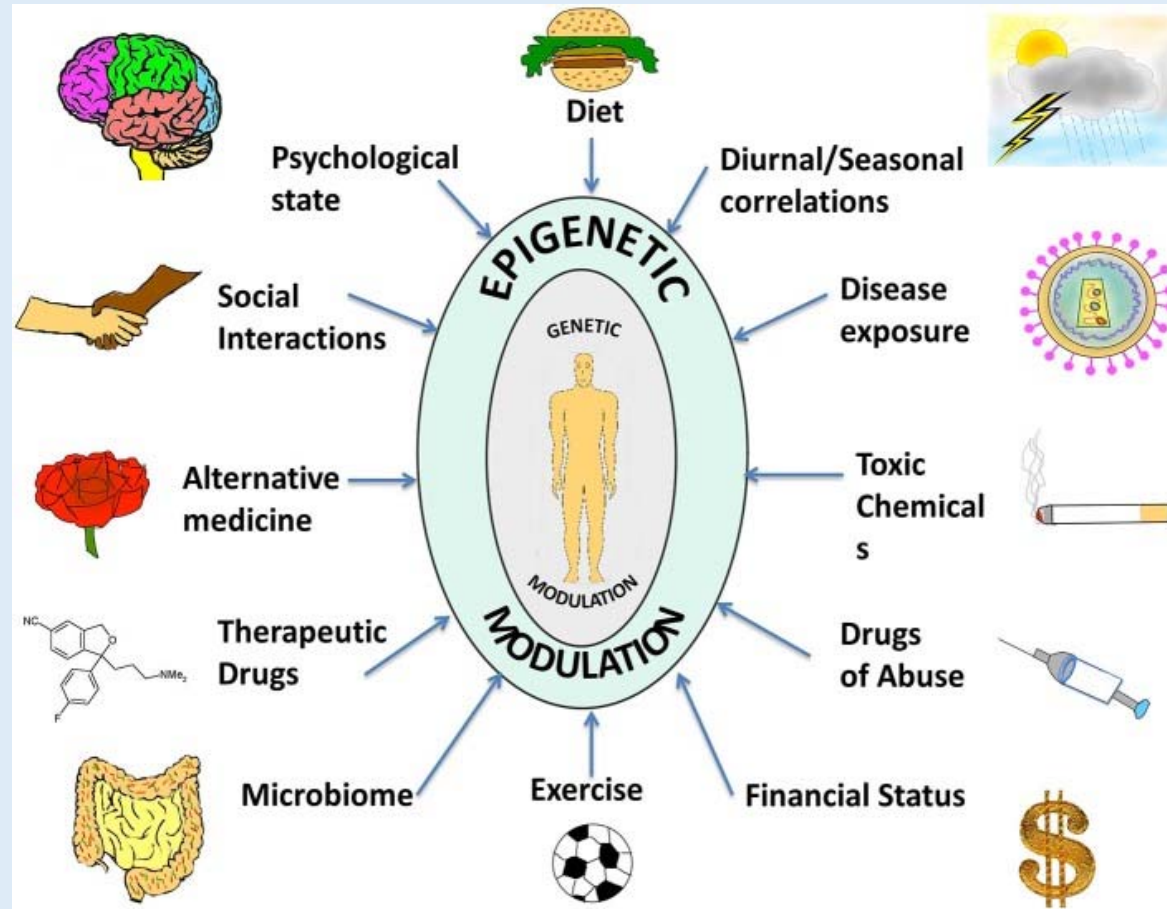 Diet
Psychological
state
Diurnal/Seasonal
correlations
EPIGENETIC
Social
Interactions
GENETIC
Disease
exposure
Alternative
medicine
Toxic
Chemical
s
MODULATION
MODULATION
NC
O
NMe2
F
Therapeutic
Drugs
Drugs
of Abuse
Microbiome
Exercise
Financial Status
$